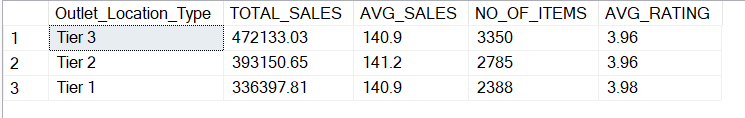 Outlet_Location_Type TOTAL_SALES AVG_SALES NO_OF_ITEMS AVG_RATING
1 Tier 3 472133.03 140.9 3350 3.96
2 Tier 2 393150.65 141.2 2785 3.96
3 Tier 1 336397.81 140.9 2388 3.98